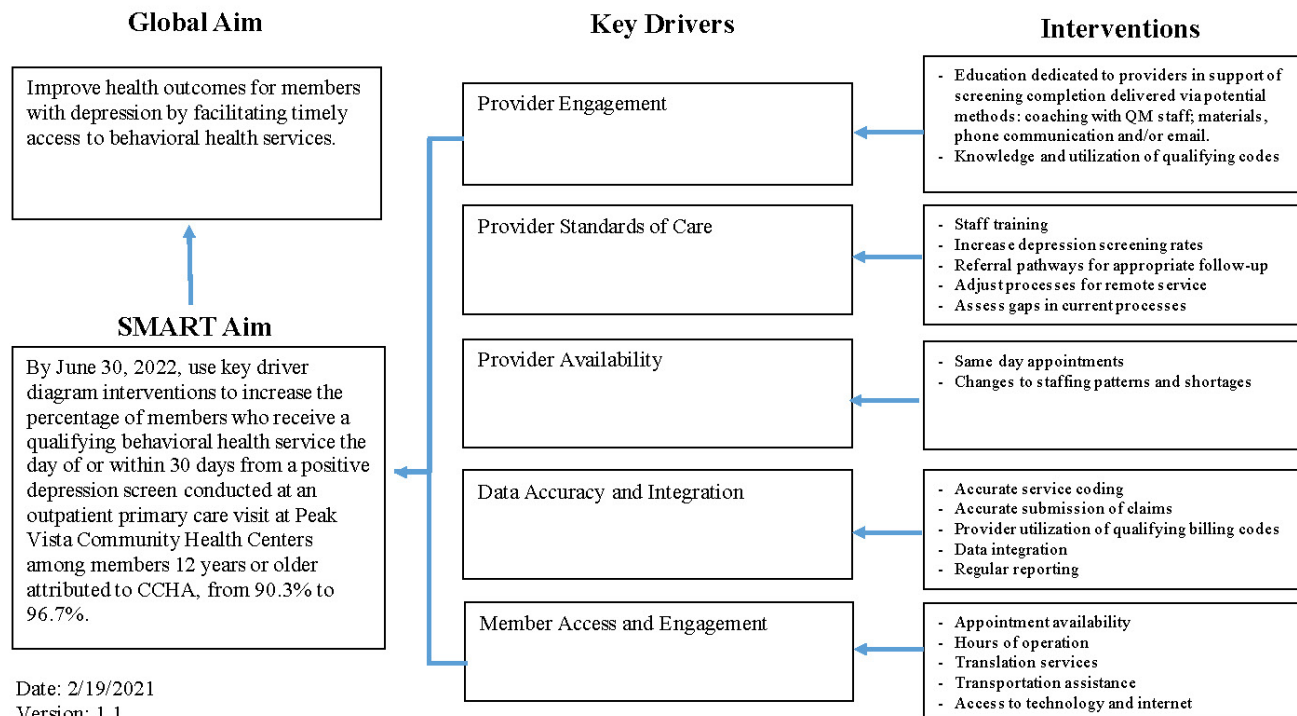 Global Aim
Improve health outcomes for members
with depression by facilitating timely
access to behavioral health services.
SMART Aim
By June 30, 2022, use key driver
diagram interventions to increase the
percentage of members who receive a
qualifying behavioral health service the
day of or within 30 days from a positive
depression screen conducted at an
outpatient primary care visit at Peak
Vista Community Health Centers
among members 12 years or older
attributed to CCHA, from 90.3% to
96.7%.
Date: 2/19/2021
Version: 1.1
Key Drivers
Provider Engagement
Provider Standards of Care
Provider Availability
Data Accuracy and Integration
Member Access and Engagement
Interventions
- Education dedicated to providers in support of
screening completion delivered via potential
methods: coaching with QM staff; materials,
phone communication and/or email.
- Knowledge and utilization of qualifying codes
- Staff training
- Increase depression screening rates
- Referral pathways for appropriate follow-up
- Adjust processes for remote service
- Assess gaps in current processes
- Same day appointments
- Changes to staffing patterns and shortages
- Accurate service coding
- Accurate submission of claims
- Provider utilization of qualifying billing codes
- Data integration
- Regular reporting
- Appointment availability
- Hours of operation
- Translation services
- Transportation assistance
- Access to technology and internet